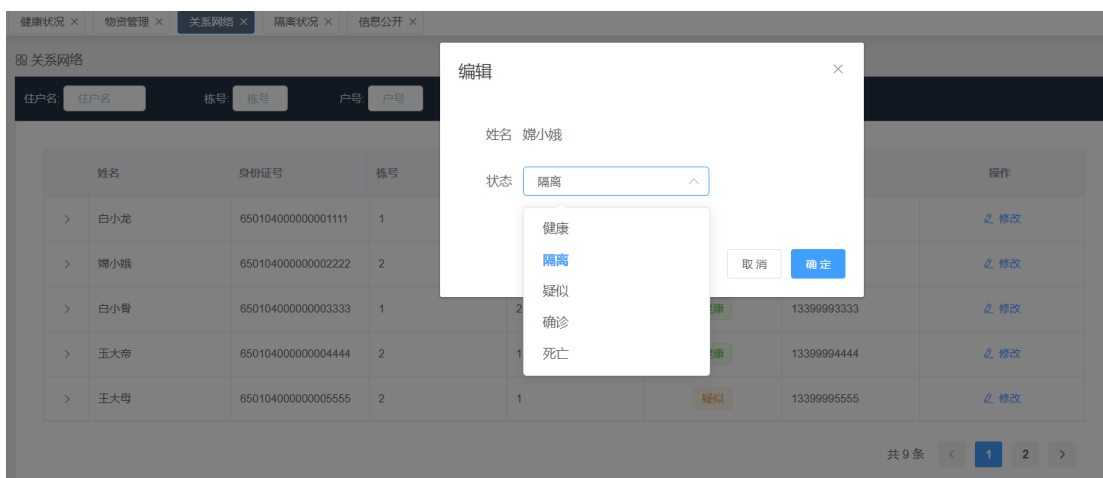 健康状况 × 物资管理 × 关系网络 × 隔离状况 × 信息公开 ×
关系网络
编辑 ×
住户名: 住户名 栋号: 栋号 户号: 户号
姓名 嫦小娥
状态 隔离
健康
隔离
疑似
确诊
死亡
取消 确定
姓名 身份证号 栋号 操作
白小龙 650104000000001111 1 修改
嫦小娥 650104000000002222 2 修改
白小骨 650104000000003333 1 2 康 13399993333 修改
玉大帝 650104000000004444 2 1 康 13399994444 修改
王大母 650104000000005555 2 1 疑似 13399995555 修改
共 9 条 < 1 2 >